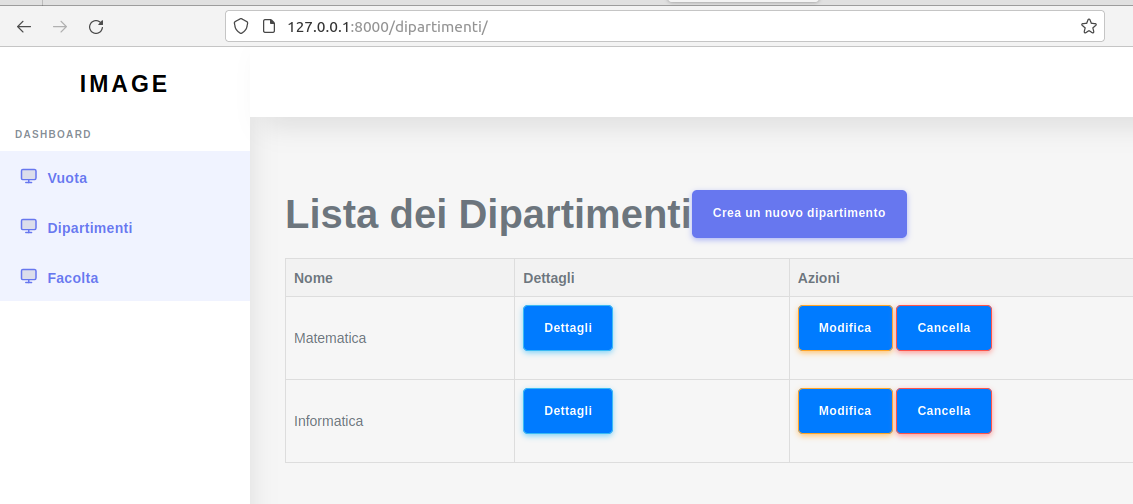 127.0.0.1:8000/dipartimenti/
IMAGE
DASHBOARD
Vuota
Dipartimenti
Facolta
Lista dei Dipartimenti Crea un nuovo dipartimento
Nome Dettagli Azioni
Matematica Dettagli Modifica Cancella
Informatica Dettagli Modifica Cancella